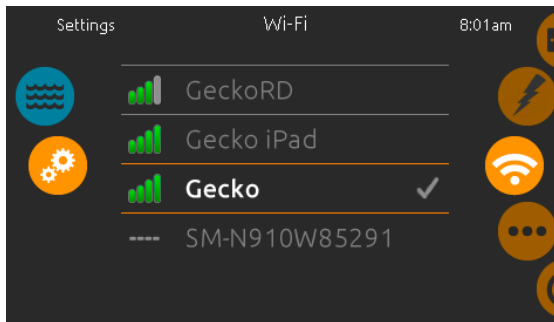 Settings Wi-Fi 8:01am
GeckoRD
Gecko iPad
Gecko
---- SM-N910W85291